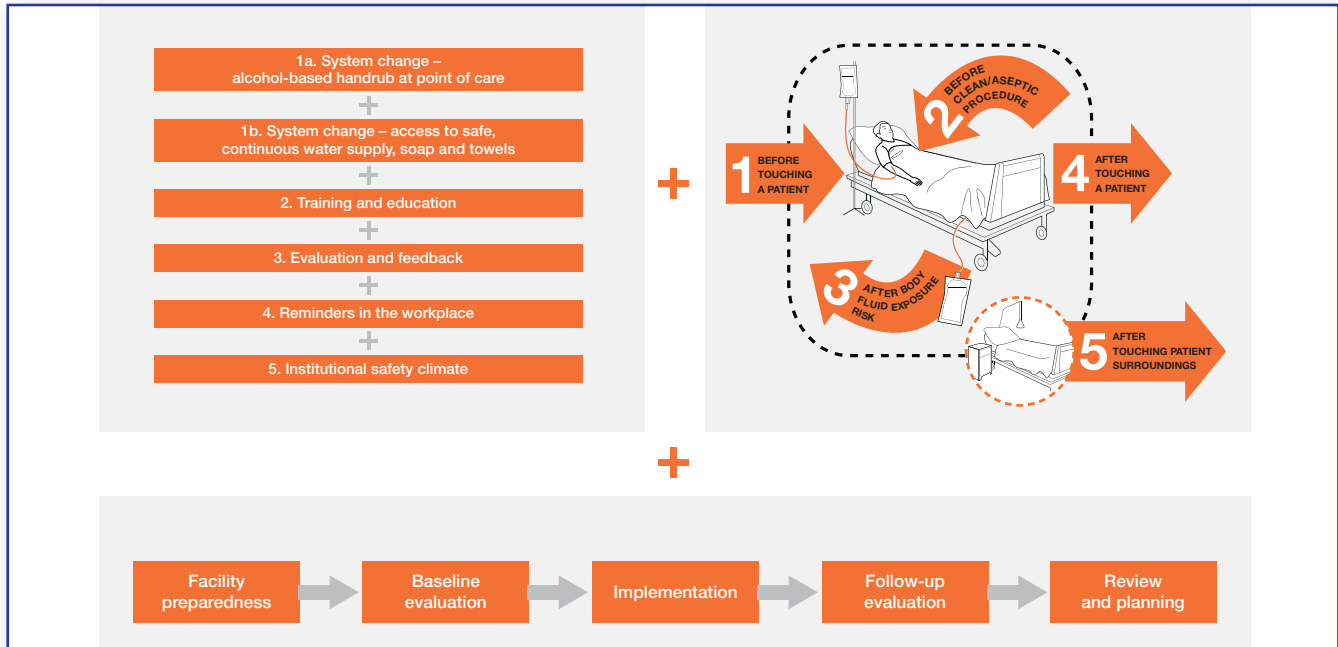 1a. System change –
alcohol-based handrub at point of care
+
1b. System change – access to safe,
continuous water supply, soap and towels
+
2. Training and education
+
3. Evaluation and feedback
+
4. Reminders in the workplace
+
5. Institutional safety climate
+
1 BEFORE
TOUCHING
A PATIENT
2 BEFORE
CLEAN/ASEPTIC
PROCEDURE
3 AFTER BODY
FLUID EXPOSURE
RISK
4 AFTER
TOUCHING
A PATIENT
5 AFTER
TOUCHING PATIENT
SURROUNDINGS
+
Facility
preparedness
Baseline
evaluation
Implementation
Follow-up
evaluation
Review
and planning